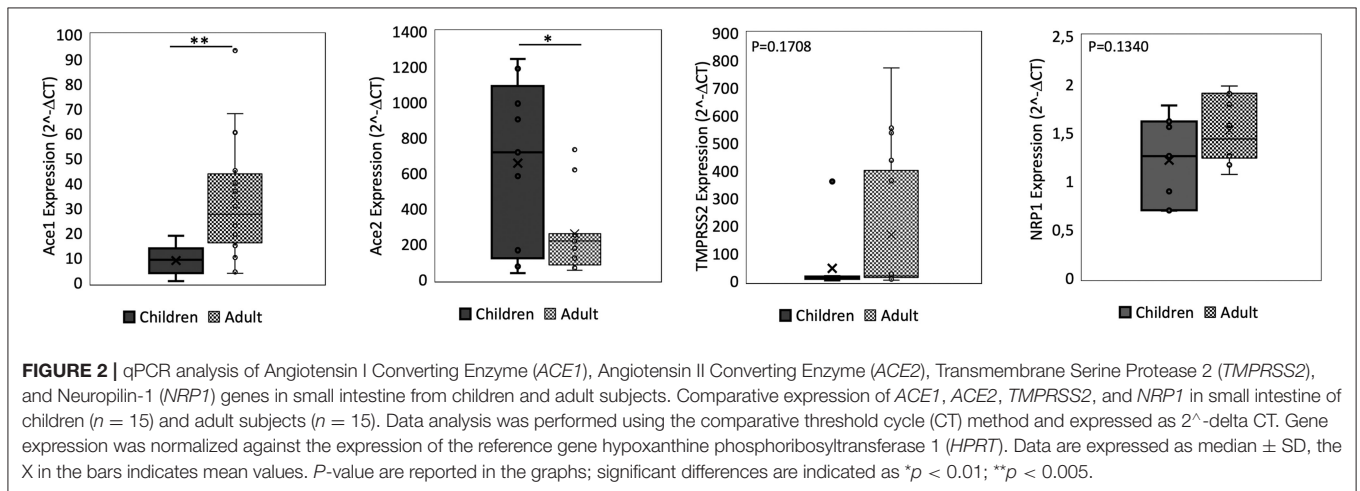 100
90
80
70
60
50
40
30
20
10
0
Ace1 Expression (2^-ΔCT)
**
Children Adult
1400
1200
1000
800
600
400
200
0
Ace2 Expression (2^-ΔCT)
*
Children Adult
900
800
700
600
500
400
300
200
100
0
TMPRSS2 Expression (2^-ΔCT)
P=0.1708
Children Adult
2,5
2
1,5
1
0,5
0
NRP1 Expression (2^-ΔCT)
P=0.1340
Children Adult
FIGURE 2 | qPCR analysis of Angiotensin I Converting Enzyme (ACE1), Angiotensin II Converting Enzyme (ACE2), Transmembrane Serine Protease 2 (TMPRSS2),
and Neuropilin-1 (NRP1) genes in small intestine from children and adult subjects. Comparative expression of ACE1, ACE2, TMPRSS2, and NRP1 in small intestine of
children (n = 15) and adult subjects (n = 15). Data analysis was performed using the comparative threshold cycle (CT) method and expressed as 2^-delta CT. Gene
expression was normalized against the expression of the reference gene hypoxanthine phosphoribosyltransferase 1 (HPRT). Data are expressed as median ± SD, the
X in the bars indicates mean values. P-value are reported in the graphs; significant differences are indicated as *p < 0.01; **p < 0.005.